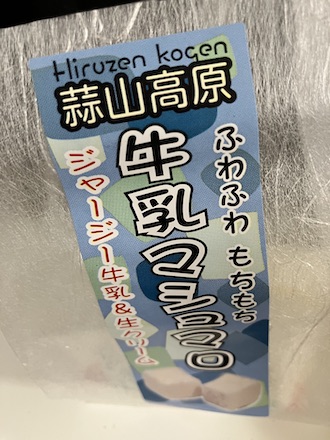 Hiruzen kogen
蒜山高原
ふわふわ もちもち
牛乳マシュマロ
ジャージー牛乳&生クリーム